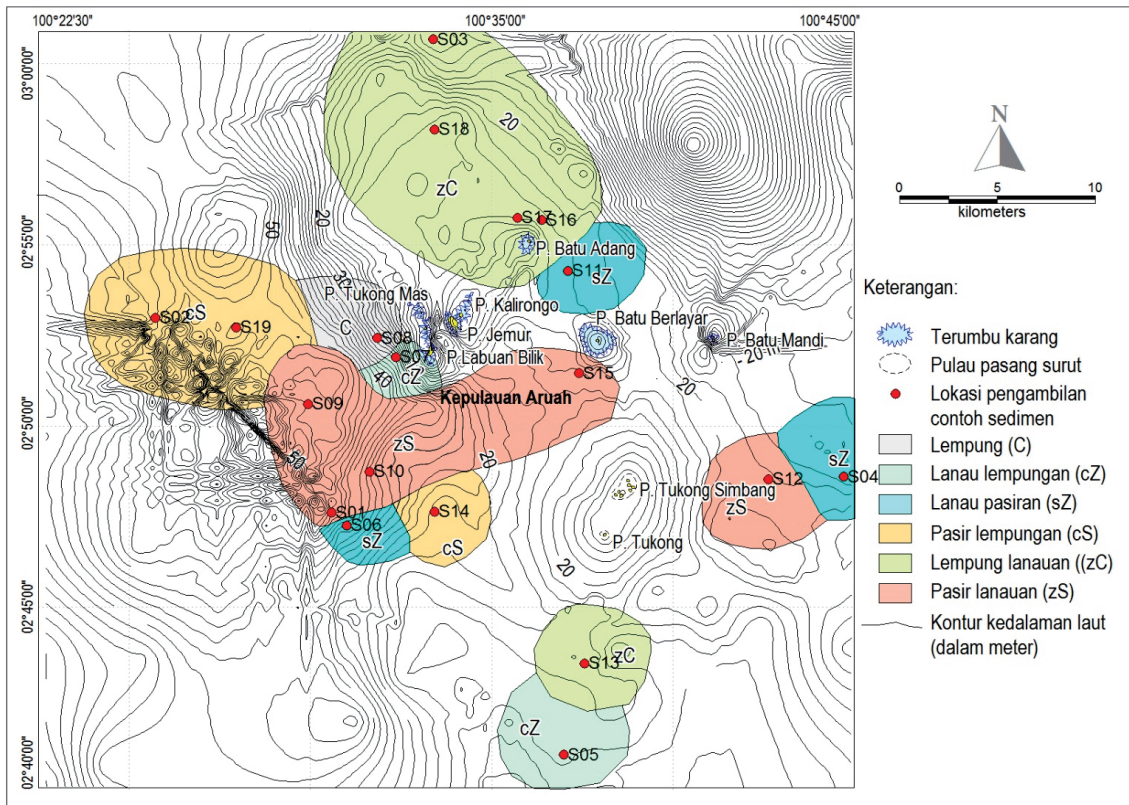 100°22'30"
100°35'00"
100°45'00"
03°00'00"
02°55'00"
02°50'00"
02°45'00"
02°40'00"
S03
20
S18
zC
50
20
S17
S16
P. Batu Adang
S11
sZ
30
P. Tukong Mas
P. Kalirongo
P. Batu Berlayar
cS
S02
S19
C
S08
P. Jemur
P. Batu Mandi
20 m
P Labuan Bilik
S07
cZ
40
S15
20
Kepulauan Aruah
S09
zS
50
20
sZ
S10
S12
S04
P. Tukong Simbang
zS
S01
S14
S06
sZ
cS
P. Tukong
20
20
S13
zC
cZ
S05
N
0
5
10
kilometers
Keterangan:
Terumbu karang
Pulau pasang surut
Lokasi pengambilan
contoh sedimen
Lempung (C)
Lanau lempungan (cZ)
Lanau pasiran (sZ)
Pasir lempungan (cS)
Lempung lanauan ((zC)
Pasir lanauan (zS)
Kontur kedalaman laut
(dalam meter)